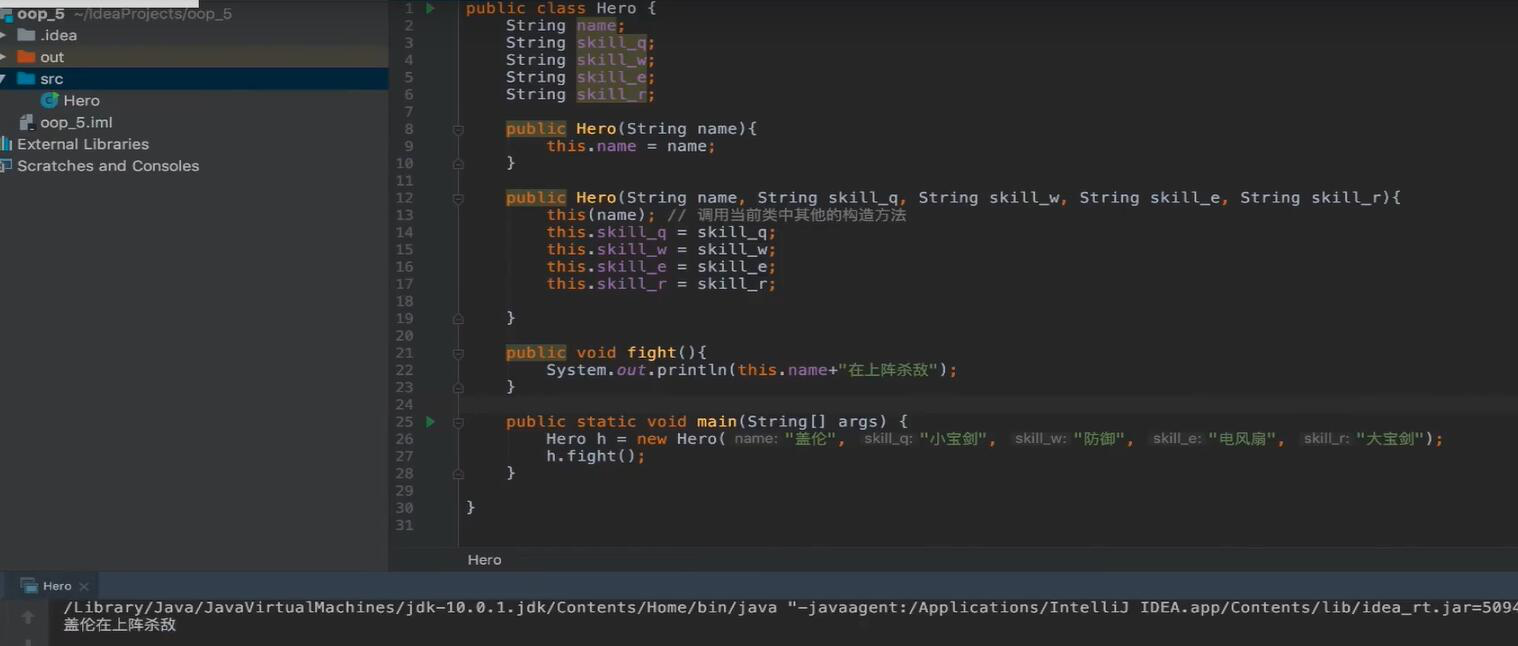 oop_5 ~/IdeaProjects/oop_5
.idea
out
src
Hero
oop_5.iml
External Libraries
Scratches and Consoles
1 public class Hero {
2 String name;
3 String skill_q;
4 String skill_w;
5 String skill_e;
6 String skill_r;
7
8 public Hero(String name){
9 this.name = name;
10 }
11
12 public Hero(String name, String skill_q, String skill_w, String skill_e, String skill_r){
13 this(name); // 调用当前类中其他的构造方法
14 this.skill_q = skill_q;
15 this.skill_w = skill_w;
16 this.skill_e = skill_e;
17 this.skill_r = skill_r;
18
19 }
20
21 public void fight(){
22 System.out.println(this.name+"在上阵杀敌");
23 }
24
25 public static void main(String[] args) {
26 Hero h = new Hero( name: "盖伦", skill_q: "小宝剑", skill_w: "防御", skill_e: "电风扇", skill_r: "大宝剑");
27 h.fight();
28 }
29
30 }
31
Hero
Hero
/Library/Java/JavaVirtualMachines/jdk-10.0.1.jdk/Contents/Home/bin/java "-javaagent:/Applications/IntelliJ IDEA.app/Contents/lib/idea_rt.jar=5094
盖伦在上阵杀敌